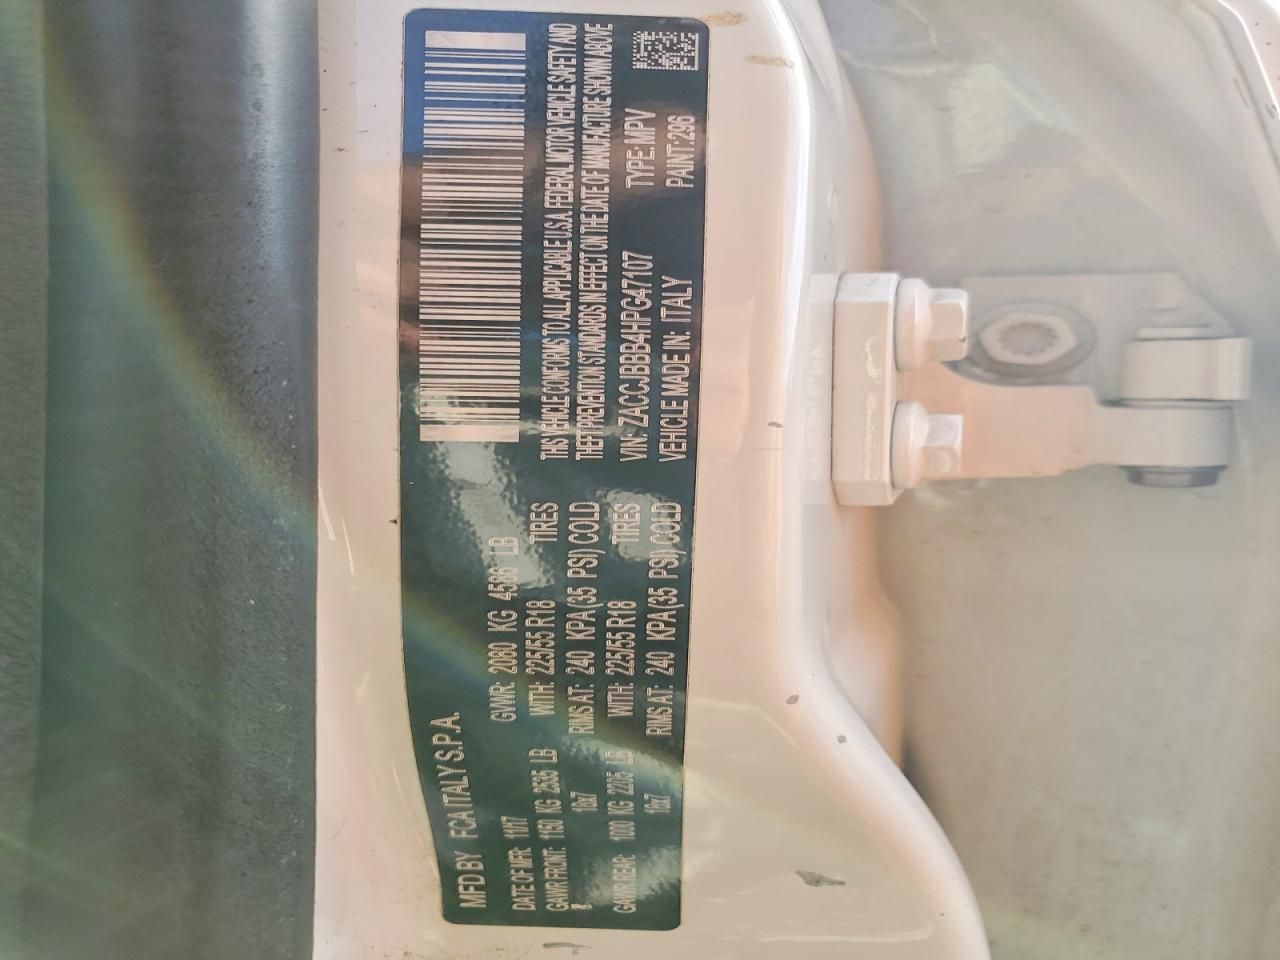 MFD BY FCA ITALY S.P.A.
DATE OF MFR: 11/17 GVWR: 2080 KG 4586 LB
GAWR FRONT: 1150 KG 2535 LB WITH: 225/55 R18 TIRES
18x7 RIMS AT: 240 KPA(35 PSI) COLD
GAWR REAR: 1000 KG 2205 LB WITH: 225/55 R18 TIRES
18x7 RIMS AT: 240 KPA(35 PSI) COLD
THIS VEHICLE CONFORMS TO ALL APPLICABLE U.S.A. FEDERAL MOTOR VEHICLE SAFETY AND
THEFT PREVENTION STANDARDS IN EFFECT ON THE DATE OF MANUFACTURE SHOWN ABOVE
VIN: ZACCJBBB4HPG47107 TYPE: MPV
VEHICLE MADE IN: ITALY PAINT: 296